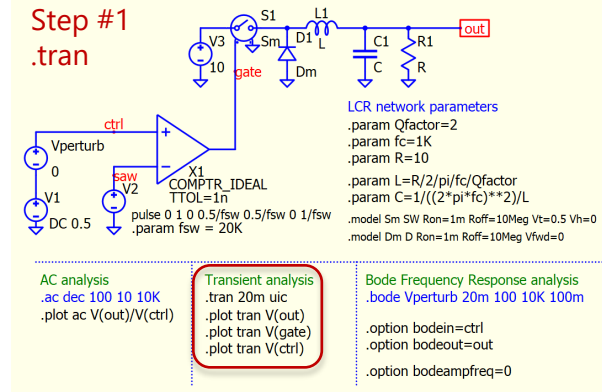 Step #1
.tran
S1
L1
out
V3
Sm
D1
L
C1
R1
10
gate
Dm
C
R
LCR network parameters
.param Qfactor=2
.param fc=1K
.param R=10
.param L=R/2/pi/fc/Qfactor
.param C=1/((2*pi*fc)**2)/L
.model Sm SW Ron=1m Roff=10Meg Vt=0.5 Vh=0
.model Dm D Ron=1m Roff=10Meg Vfwd=0
ctrl
Vperturb
0
saw
V2
X1
COMPTR_IDEAL
TTOL=1n
V1
DC 0.5
pulse 0 1 0 0.5/fsw 0.5/fsw 0 1/fsw
.param fsw = 20K
AC analysis
.ac dec 100 10 10K
.plot ac V(out)/V(ctrl)
Transient analysis
.tran 20m uic
.plot tran V(out)
.plot tran V(gate)
.plot tran V(ctrl)
Bode Frequency Response analysis
.bode Vperturb 20m 100 10K 100m
.option bodein=ctrl
.option bodeout=out
.option bodeampfreq=0